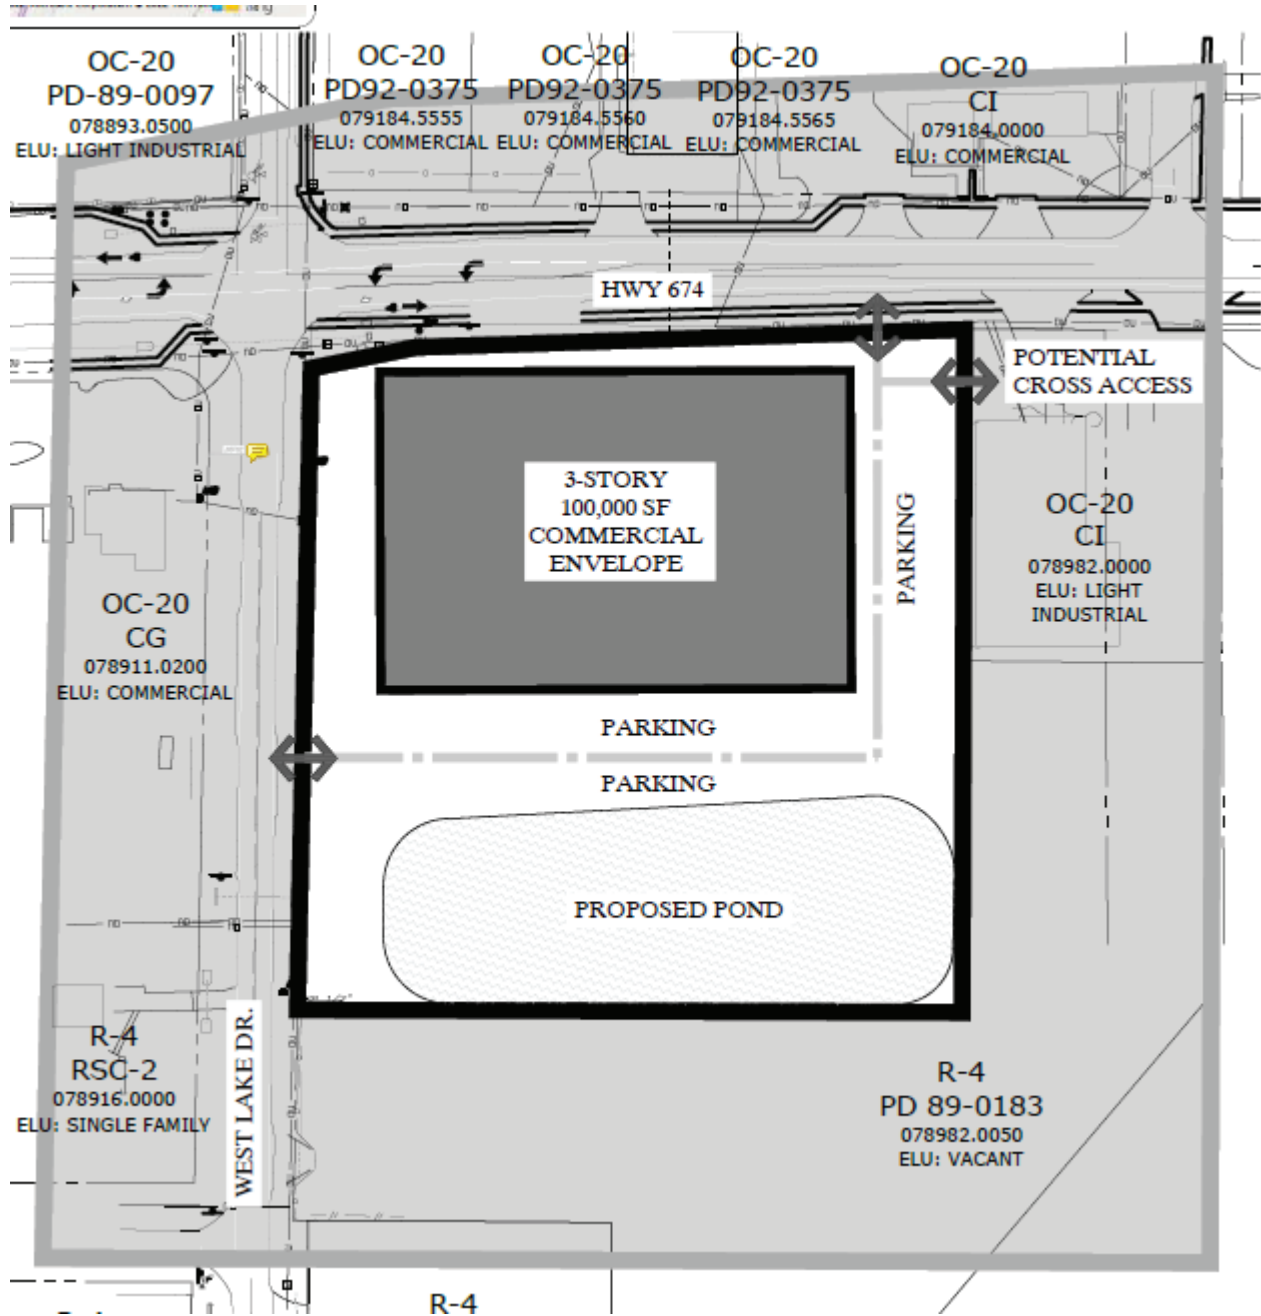 OC-20
PD-89-0097
078893.0500
ELU: LIGHT INDUSTRIAL
OC-20
PD92-0375
079184.5555
ELU: COMMERCIAL
OC-20
PD92-0375
079184.5560
ELU: COMMERCIAL
OC-20
PD92-0375
079184.5565
ELU: COMMERCIAL
OC-20
CI
079184.0000
ELU: COMMERCIAL
HWY 674
POTENTIAL
CROSS ACCESS
3-STORY
100,000 SF
COMMERCIAL
ENVELOPE
PARKING
OC-20
CI
078982.0000
ELU: LIGHT
INDUSTRIAL
OC-20
CG
078911.0200
ELU: COMMERCIAL
PARKING
PARKING
PROPOSED POND
R-4
RSC-2
078916.0000
ELU: SINGLE FAMILY
WEST LAKE DR.
R-4
PD 89-0183
078982.0050
ELU: VACANT
R-4